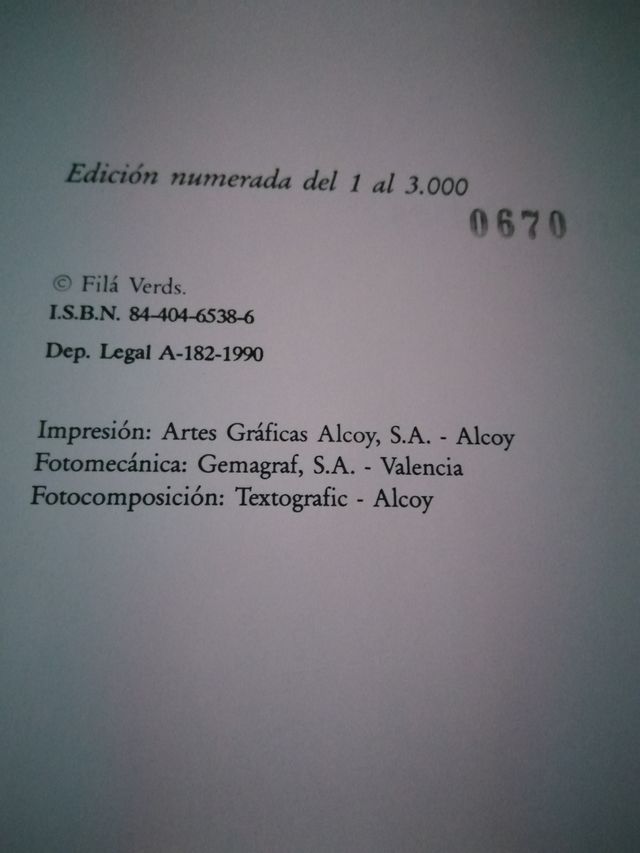 Edición numerada del 1 al 3.000
0670
© Filá Verds.
I.S.B.N. 84-404-6538-6
Dep. Legal A-182-1990
Impresión: Artes Gráficas Alcoy, S.A. - Alcoy
Fotomecánica: Gemagraf, S.A. - Valencia
Fotocomposición: Textografic - Alcoy